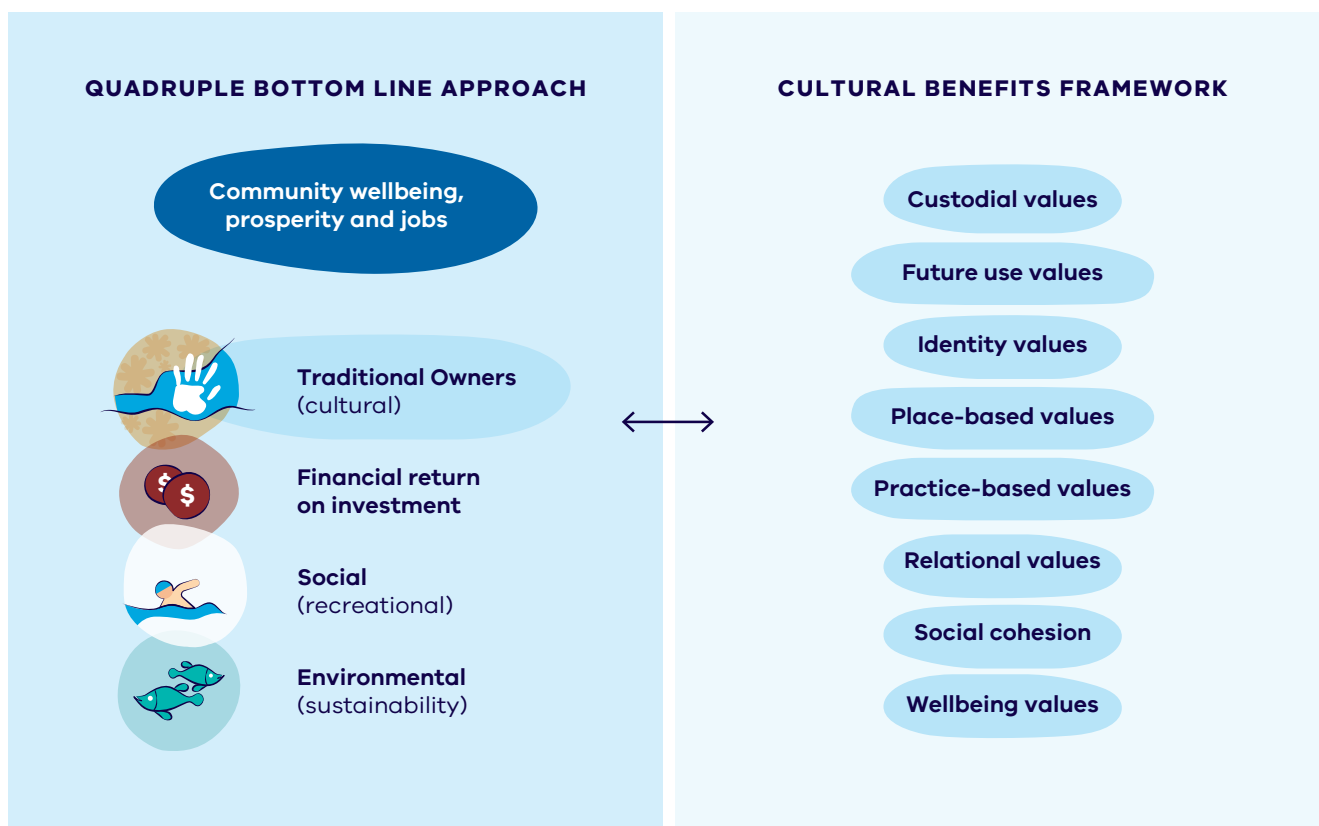 QUADRUPLE BOTTOM LINE APPROACH
Community wellbeing,
prosperity and jobs
Traditional Owners
(cultural)
$
$
Financial return
on investment
Social
(recreational)
Environmental
(sustainability)
CULTURAL BENEFITS FRAMEWORK
Custodial values
Future use values
Identity values
Place-based values
Practice-based values
Relational values
Social cohesion
Wellbeing values